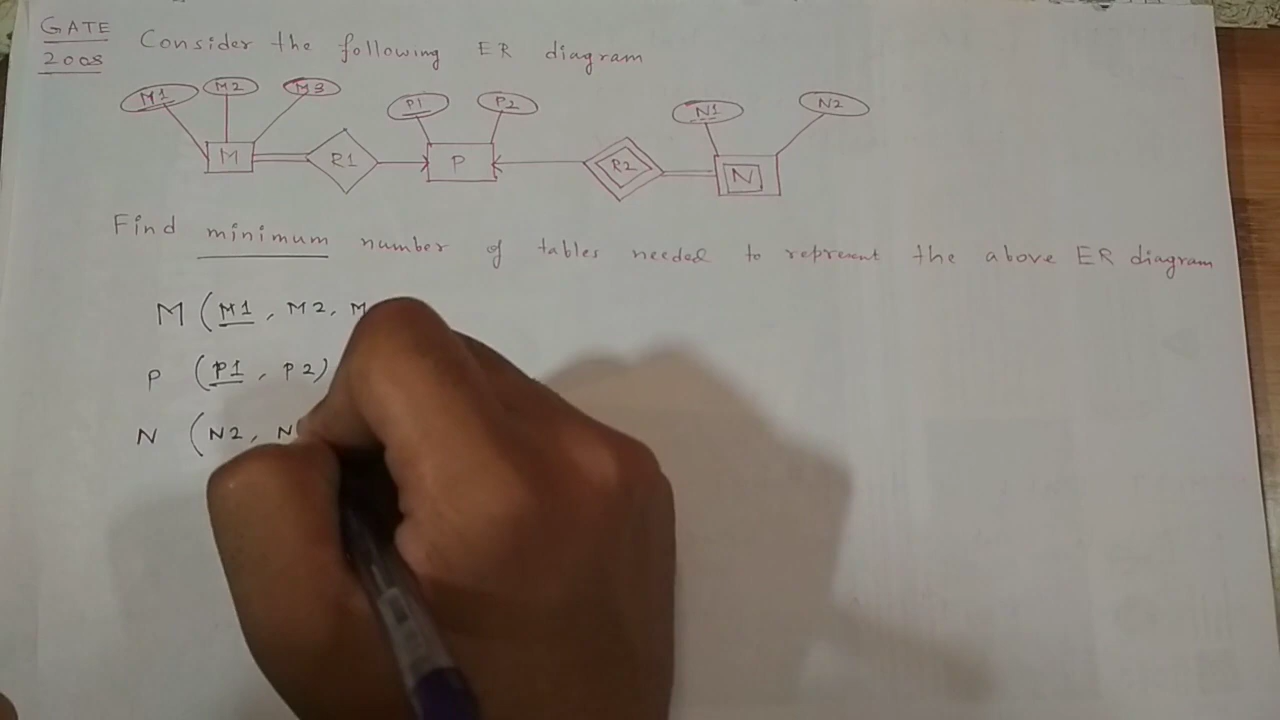 GATE
2008
Consider the following ER diagram
M1 M2 M3 P1 P2 N1 N2
M R1 P R2 N
Find minimum number of tables needed to represent the above ER diagram
M (M1, M2, M
P (P1, P2)
N (N2, N